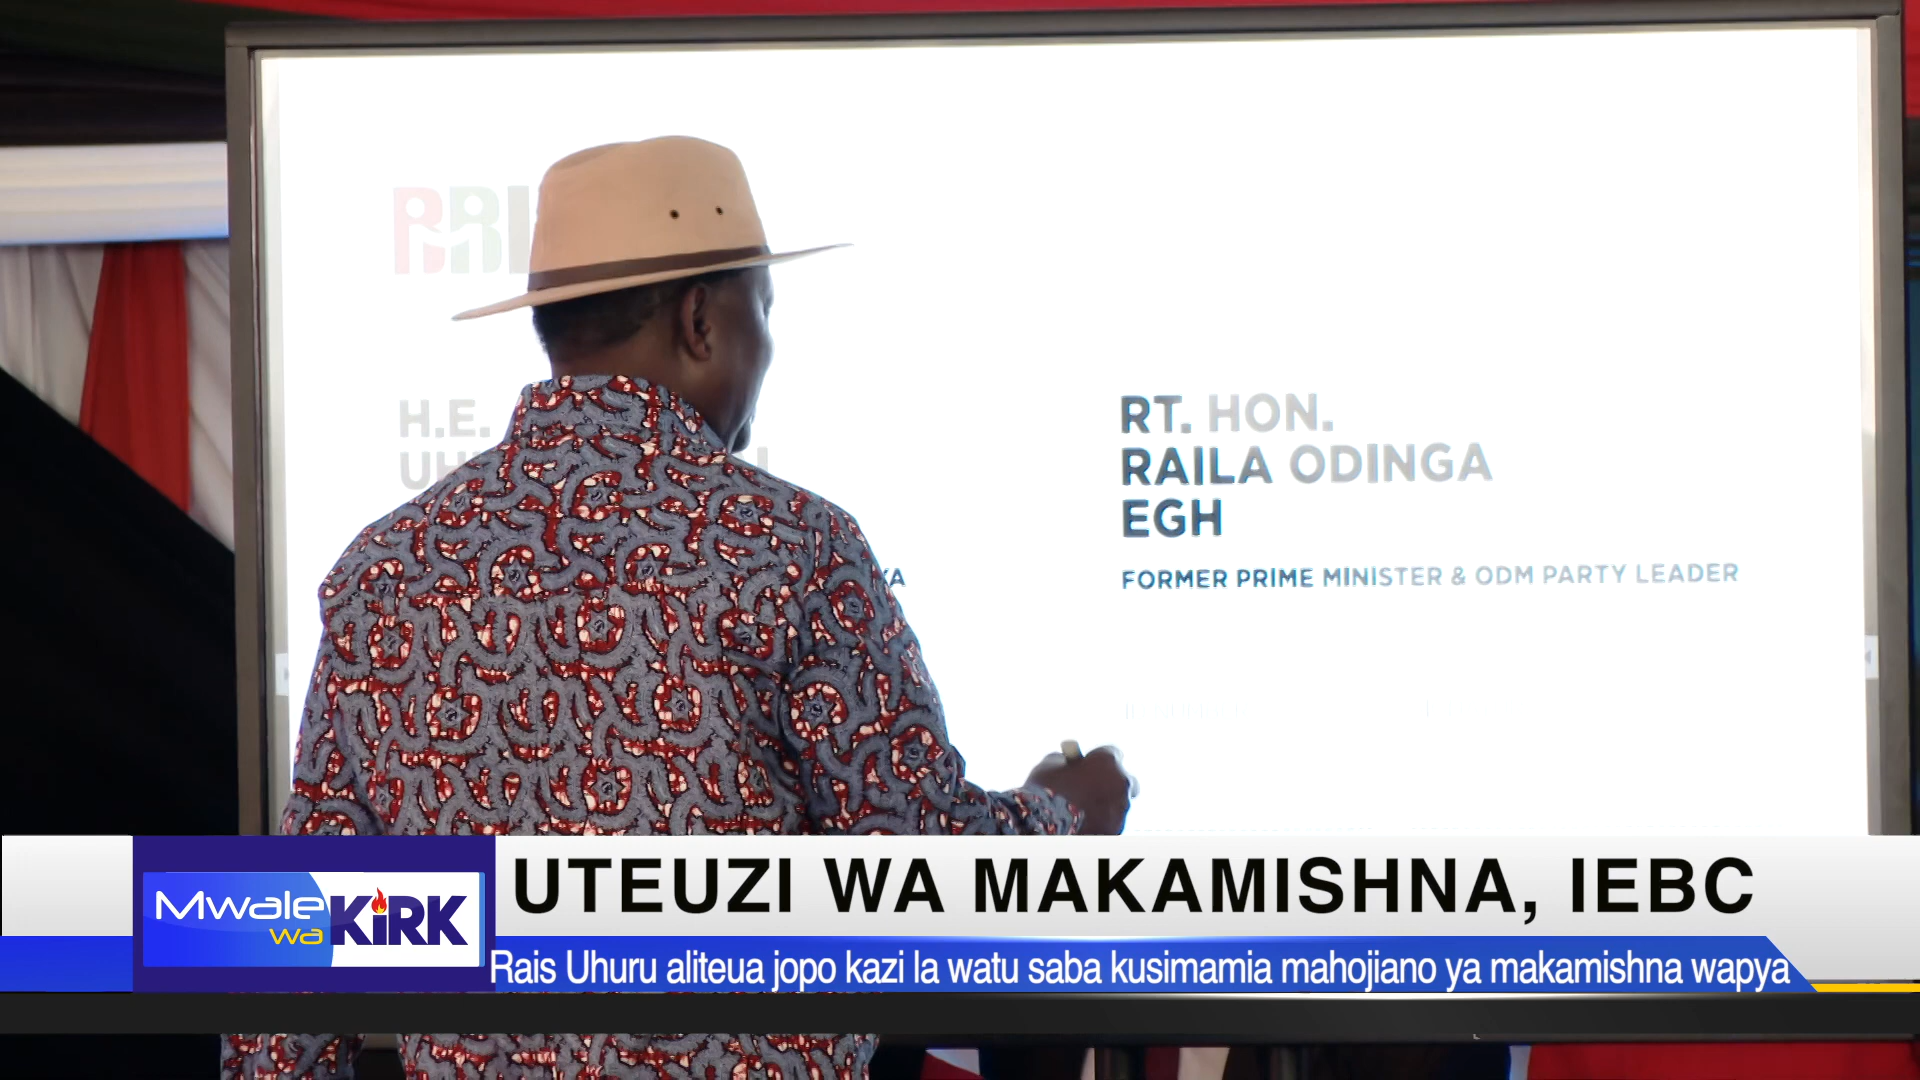 BBI
H.E.
RT. HON.
RAILA ODINGA
EGH
FORMER PRIME MINISTER & ODM PARTY LEADER
Mwale
wa
KiRK
UTEUZI WA MAKAMISHNA, IEBC
Rais Uhuru aliteua jopo kazi la watu saba kusimamia mahojiano ya makamishna wapya